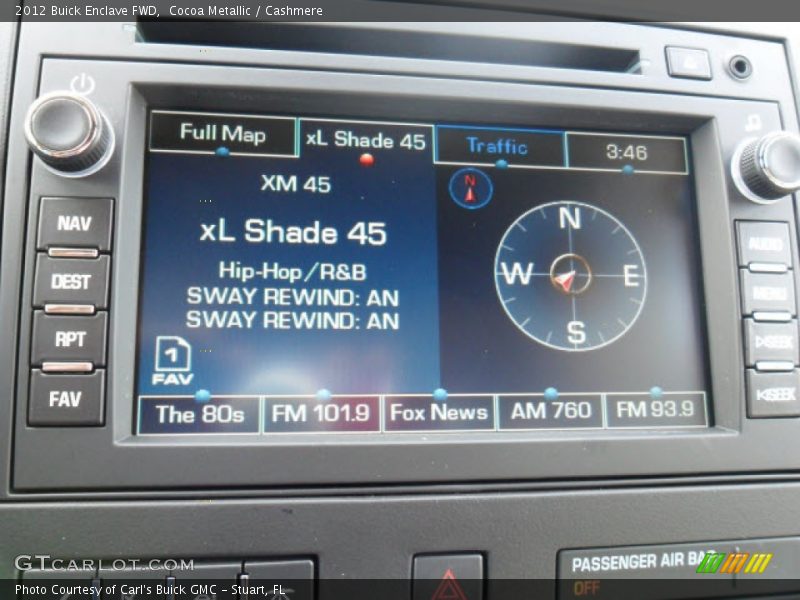 2012 Buick Enclave FWD,  Cocoa Metallic / Cashmere
Full Map
xL Shade 45
Traffic
3:46
XM 45
N
xL Shade 45
Hip-Hop/R&B
SWAY REWIND: AN
SWAY REWIND: AN
1
FAV
N
W
E
S
NAV
DEST
RPT
FAV
AUDIO
MENU
SEEK
SEEK
The 80s
FM 101.9
Fox News
AM 760
FM 93.9
PASSENGER AIR BAG
OFF
GTCARLOT.COM
Photo Courtesy of Carl's Buick GMC - Stuart, FL